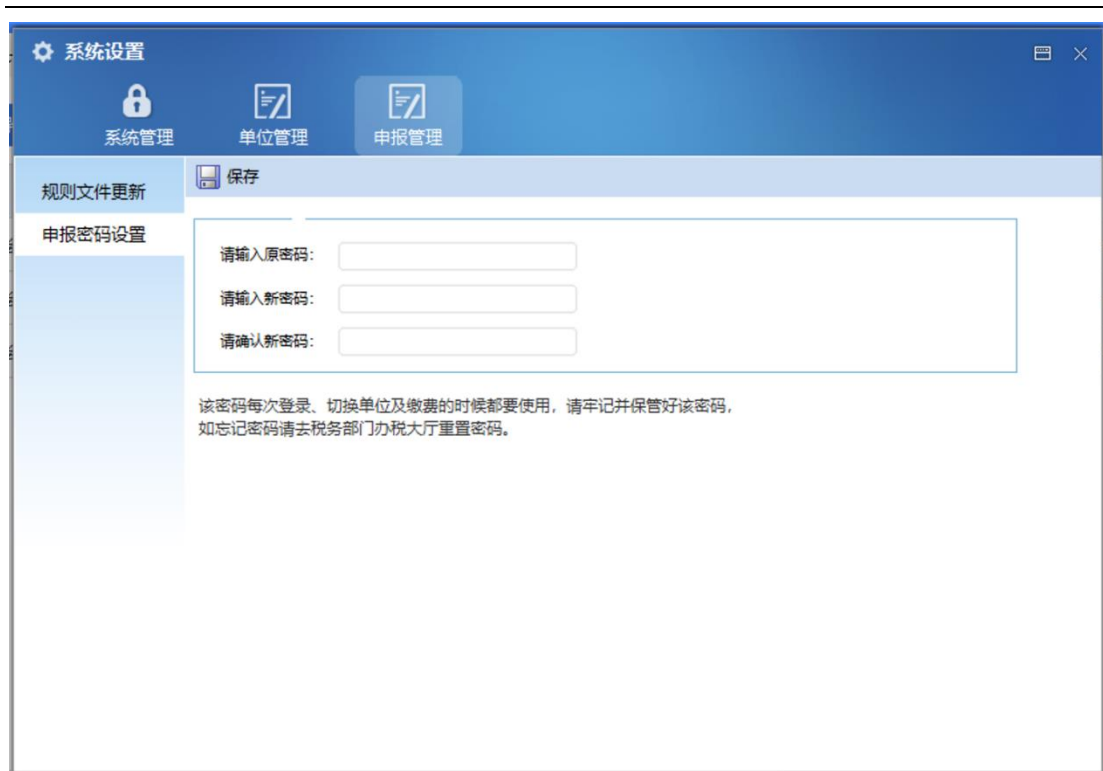 系统设置
系统管理 单位管理 申报管理
规则文件更新
保存
申报密码设置
请输入原密码：
请输入新密码：
请确认新密码：
该密码每次登录、切换单位及缴费的时候都要使用，请牢记并保管好该密码，
如忘记密码请去税务部门办税大厅重置密码。